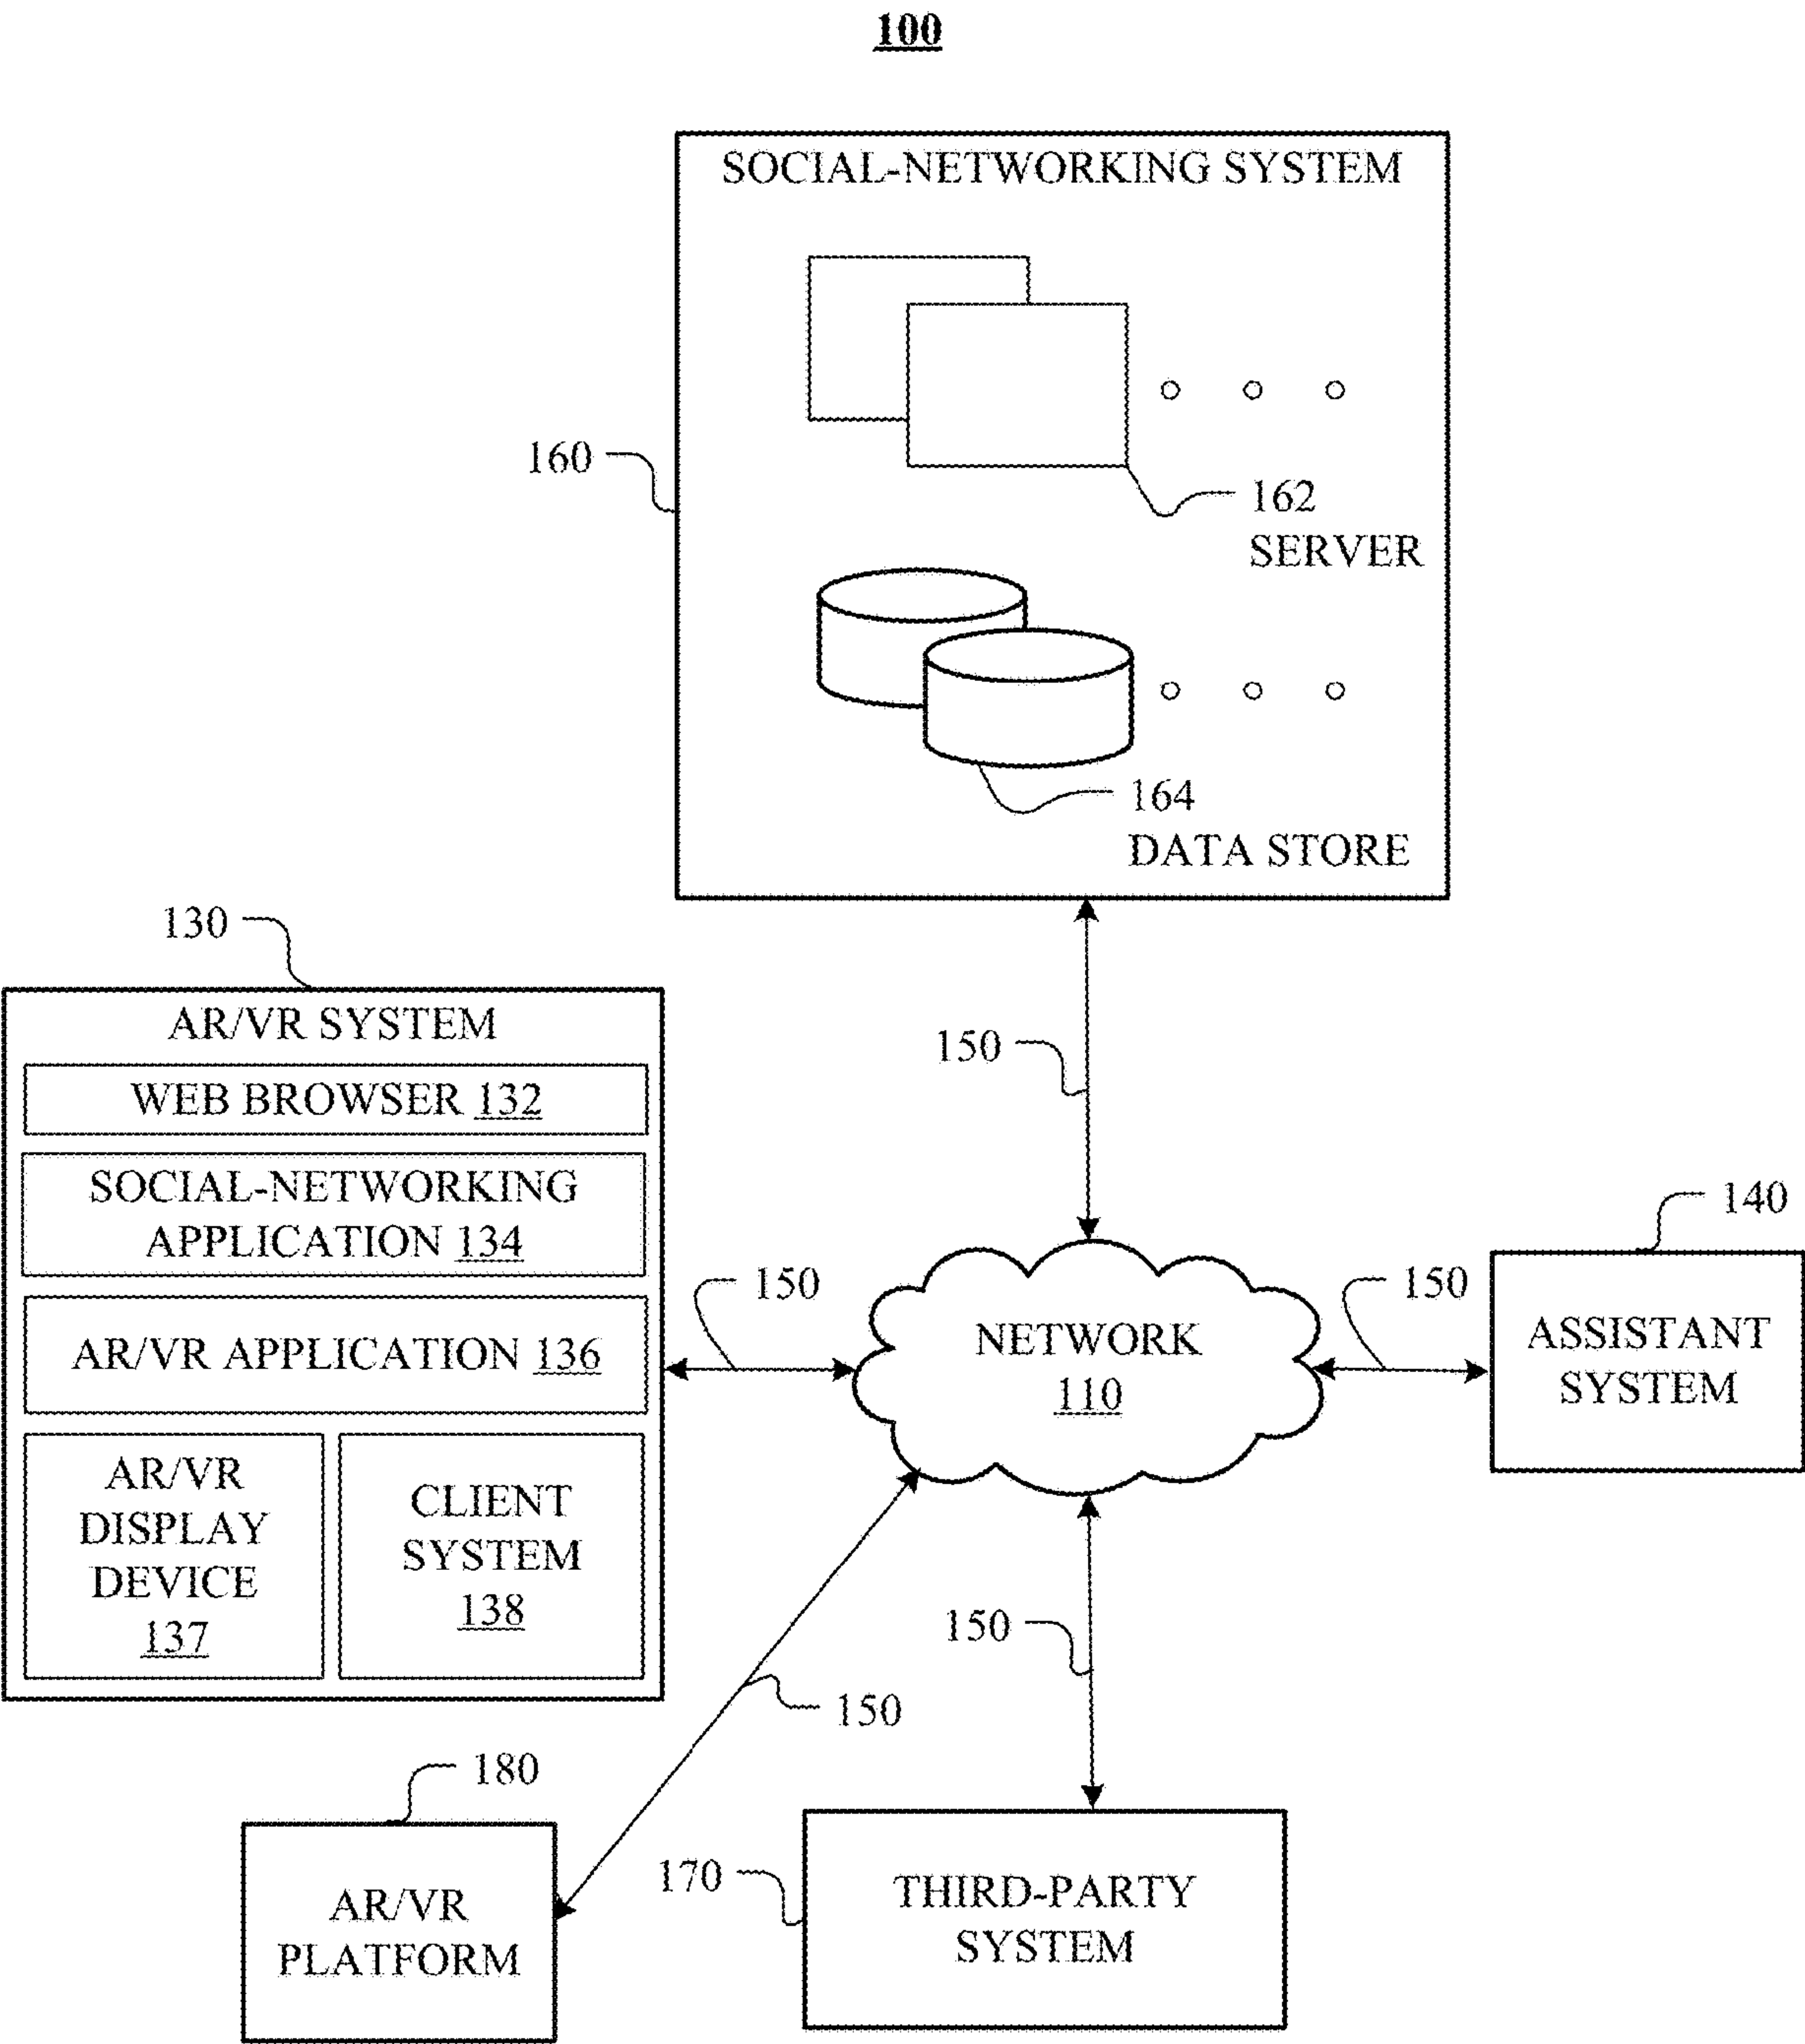 100
SOCIAL-NETWORKING SYSTEM
160
162
SERVER
164
DATA STORE
130
AR/VR SYSTEM
WEB BROWSER 132
SOCIAL-NETWORKING
APPLICATION 134
AR/VR APPLICATION 136
AR/VR
DISPLAY
DEVICE
137
CLIENT
SYSTEM
138
150
150
NETWORK
110
150
140
ASSISTANT
SYSTEM
150
150
180
AR/VR
PLATFORM
170
THIRD-PARTY
SYSTEM